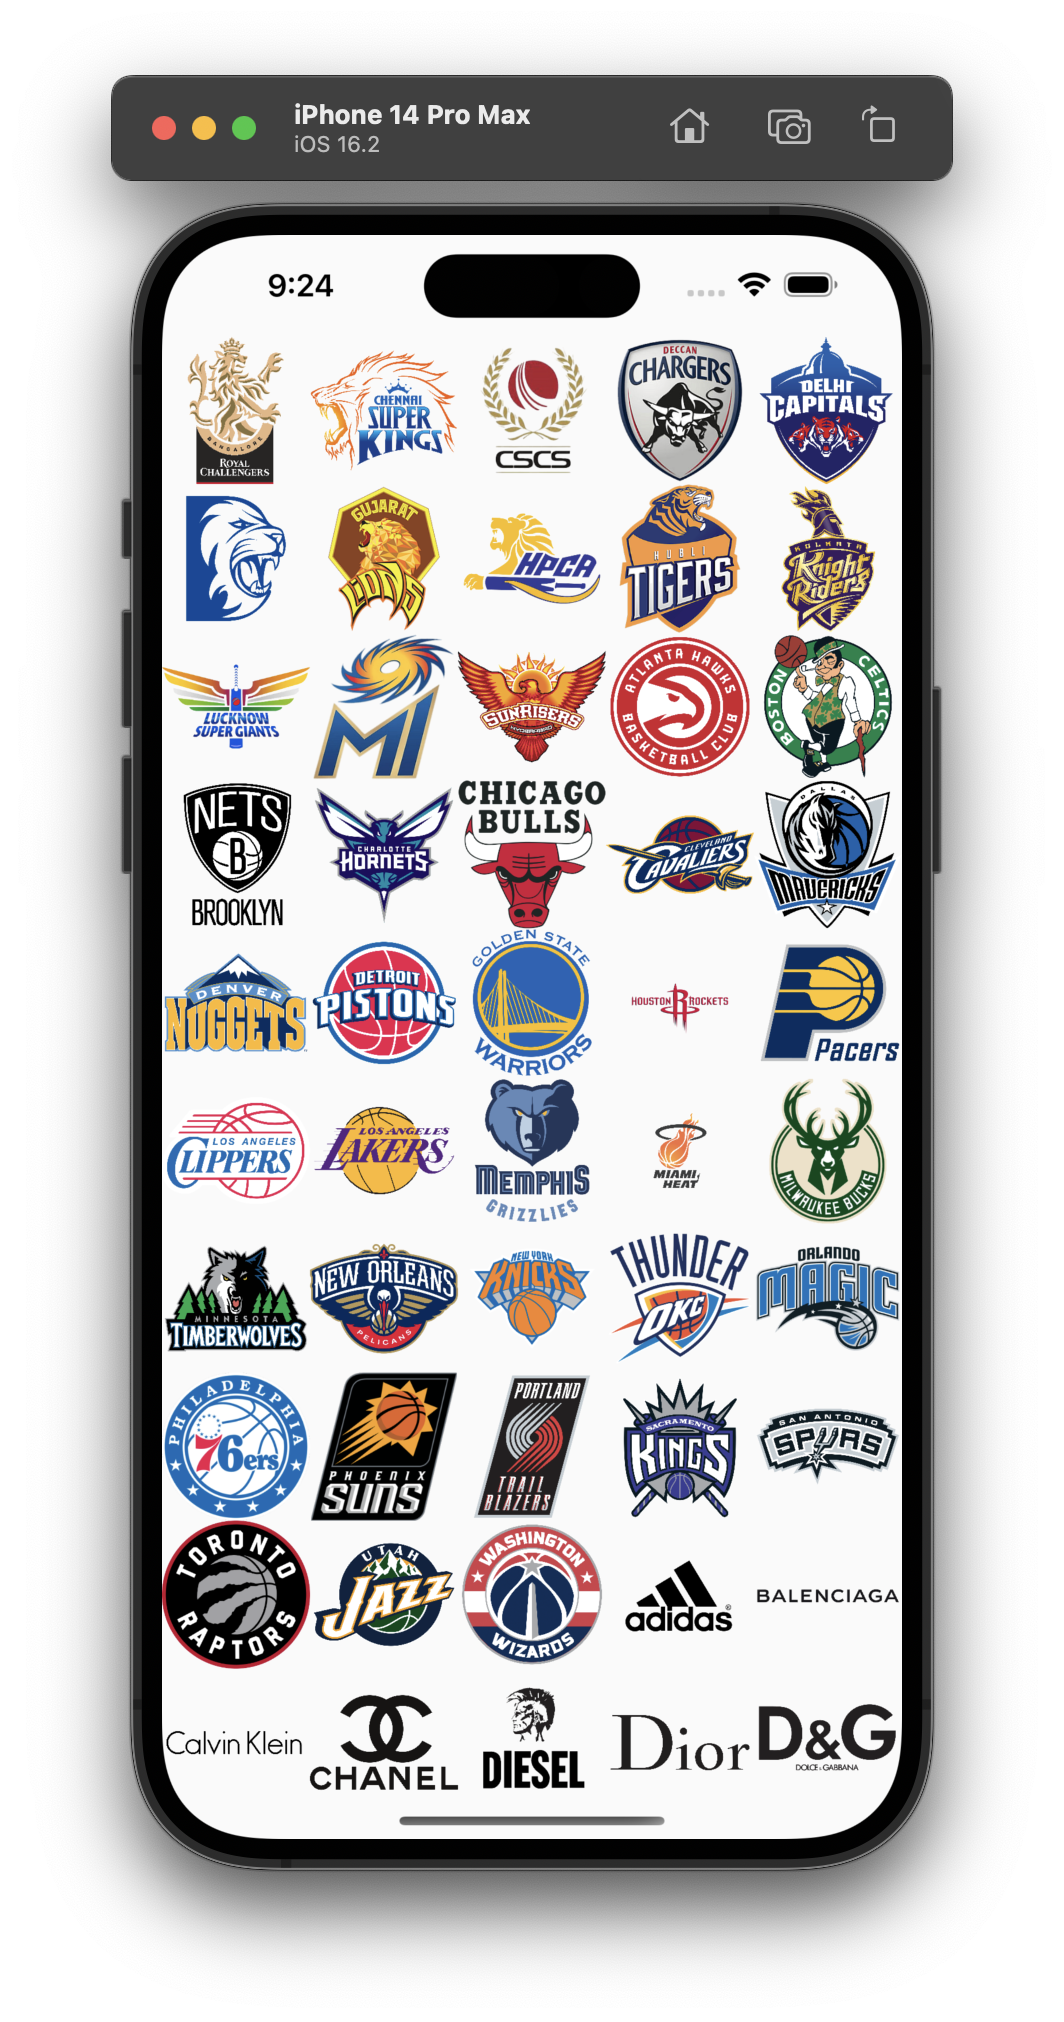 iPhone 14 Pro Max
iOS 16.2
9:24
BANGALORE
ROYAL
CHALLENGERS
CHENNAI
SUPER
KINGS
CSCS
DECCAN
CHARGERS
DELHI
CAPITALS
GUJARAT
LIONS
HPCA
HUBLI
TIGERS
KOLKATA
Knight
Riders
LUCKNOW
SUPER GIANTS
MI
SUNRISERS
HYDERABAD
ATLANTA HAWKS
BASKETBALL CLUB
BOSTON
CELTICS
NETS
B
BROOKLYN
CHARLOTTE
HORNETS
CHICAGO
BULLS
CLEVELAND
CAVALIERS
DALLAS
MAVERICKS
DENVER
NUGGETS
DETROIT
PISTONS
GOLDEN STATE
WARRIORS
HOUSTON R ROCKETS
P
Pacers
LOS ANGELES
CLIPPERS
LOS ANGELES
LAKERS
MEMPHIS
GRIZZLIES
MIAMI
HEAT
MILWAUKEE BUCKS
MINNESOTA
TIMBERWOLVES
NEW ORLEANS
PELICANS
NEW YORK
KNICKS
THUNDER
OKC
ORLANDO
MAGIC
PHILADELPHIA
76ers
PHOENIX
SUNS
PORTLAND
TRAIL
BLAZERS
SACRAMENTO
KINGS
SAN ANTONIO
SPURS
TORONTO
RAPTORS
UTAH
JAZZ
WASHINGTON
WIZARDS
adidas®
BALENCIAGA
Calvin Klein
CHANEL
DIESEL
Dior
D&G
DOLCE & GABBANA